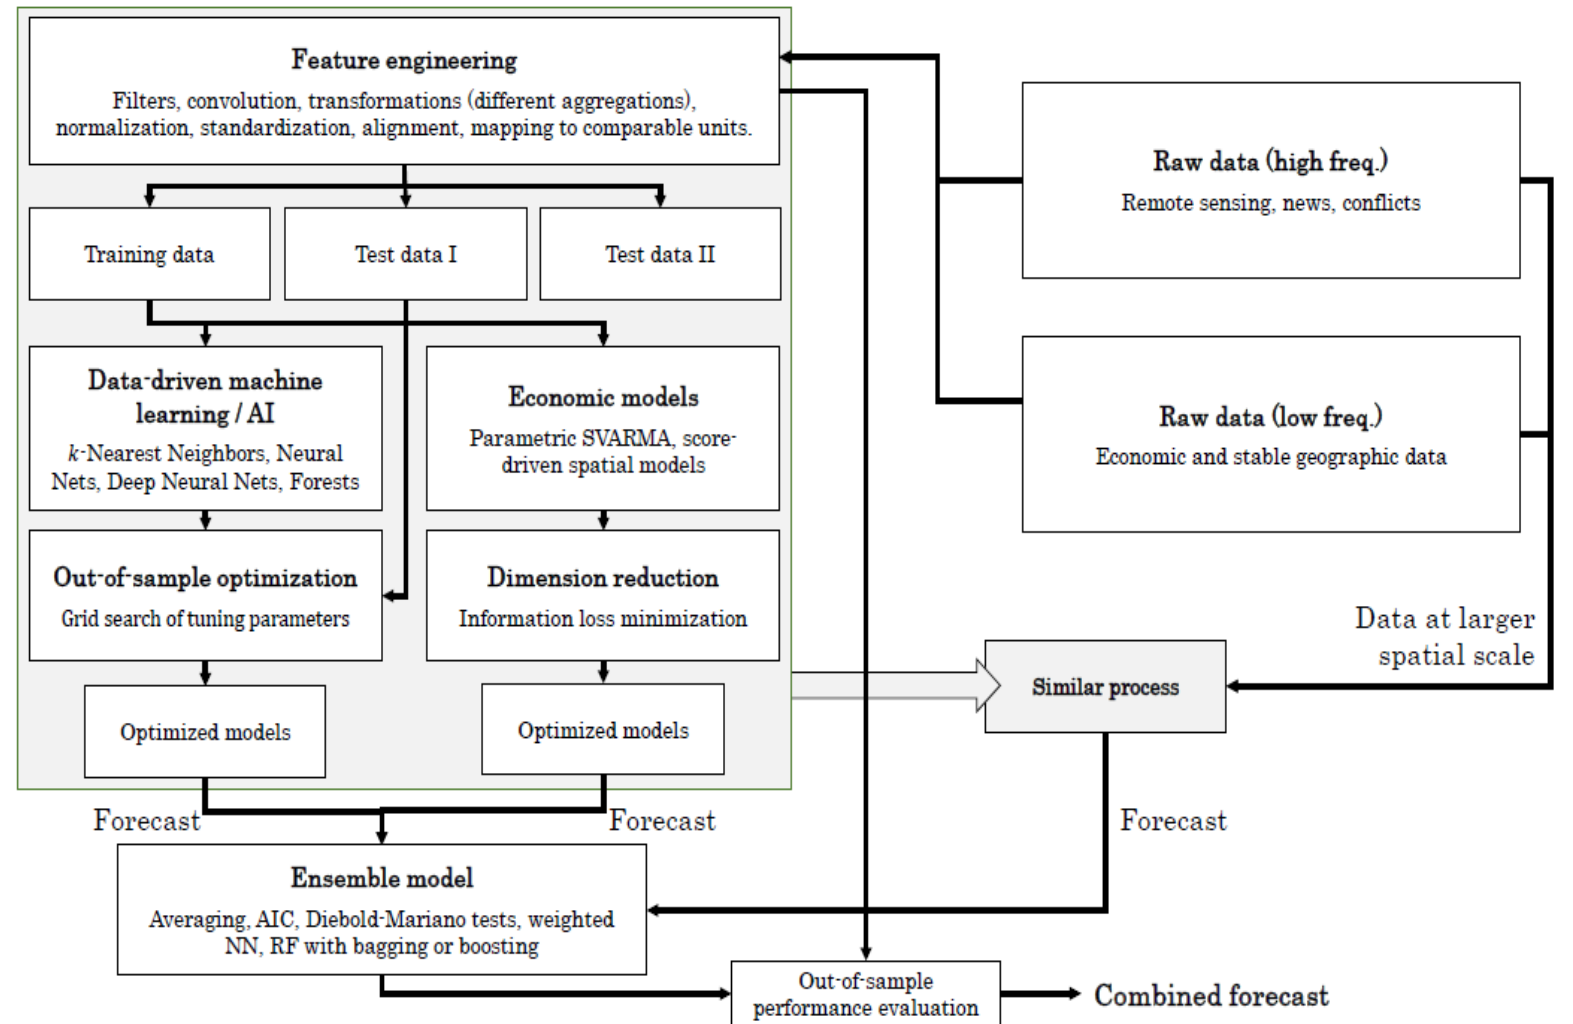 Feature engineering
Filters, convolution, transformations (different aggregations),
normalization, standardization, alignment, mapping to comparable units.
Raw data (high freq.)
Remote sensing, news, conflicts
Training data
Test data I
Test data II
Data-driven machine
learning / AI
k-Nearest Neighbors, Neural
Nets, Deep Neural Nets, Forests
Economic models
Parametric SVARMA, score-
driven spatial models
Raw data (low freq.)
Economic and stable geographic data
Out-of-sample optimization
Grid search of tuning parameters
Dimension reduction
Information loss minimization
Data at larger
spatial scale
Similar process
Optimized models
Optimized models
Forecast
Forecast
Forecast
Ensemble model
Averaging, AIC, Diebold-Mariano tests, weighted
NN, RF with bagging or boosting
Out-of-sample
performance evaluation
Combined forecast